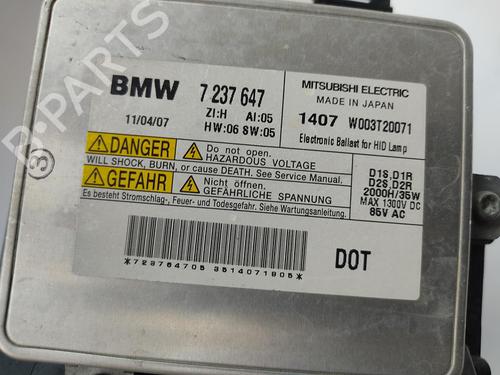 BMW 7 237 647
11/04/07 ZI:H AI:05
HW:06 SW:05
MITSUBISHI ELECTRIC
MADE IN JAPAN
1407 W003T20071
Electronic Ballast for HID Lamp
DANGER Do not open.
HAZARDOUS VOLTAGE
WILL SHOCK, BURN, or cause DEATH. See Service Manual.
GEFAHR Nicht öffnen.
GEFÄHRLICHE SPANNUNG
Es besteht Stromschlag-, Feuer- und Todesgefahr. Siehe Wartungsanleitung.
D1S,D1R
D2S,D2R
2000H/35W
MAX 1300V DC
85V AC
*723764705 3514071905*
DOT
3
B-PARTS